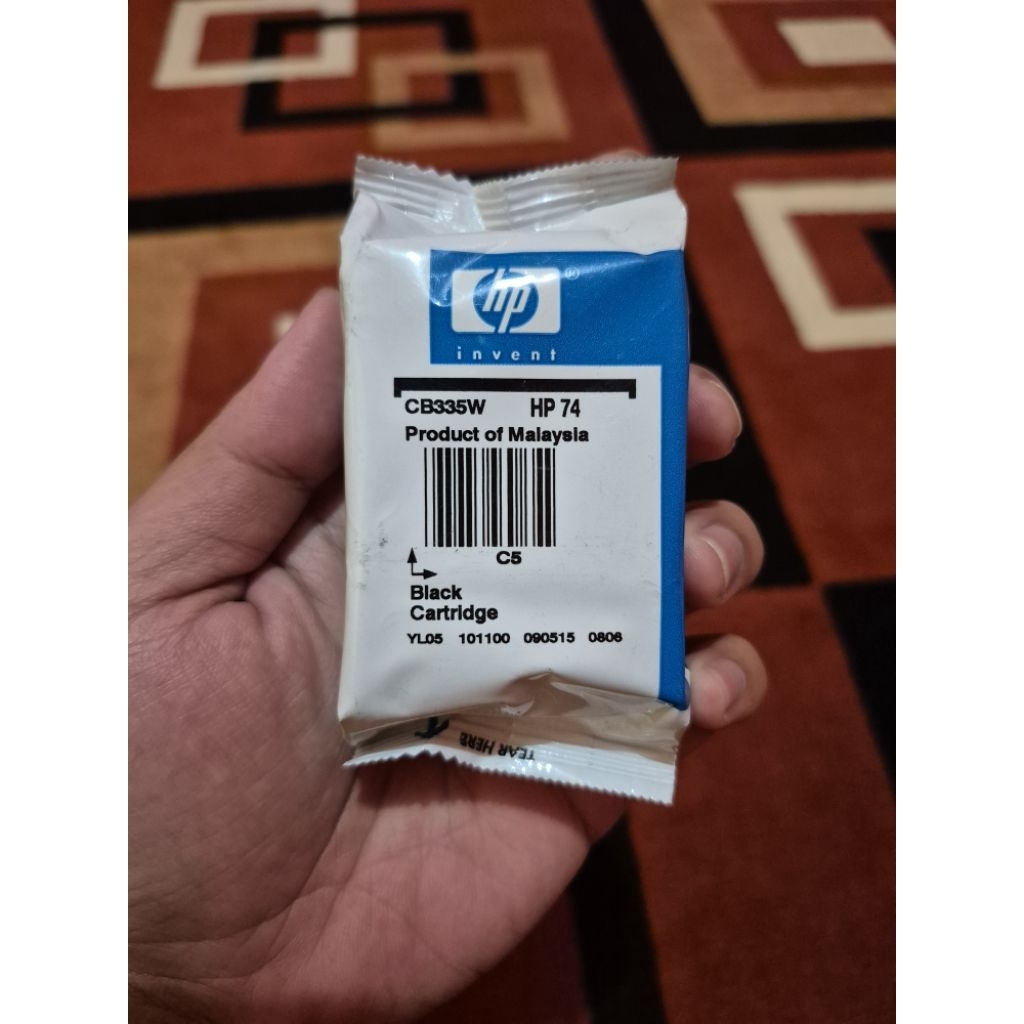 hp®
invent
CB335W HP 74
Product of Malaysia
C5
Black
Cartridge
YL05 101100 090515 0806
TEAR HERE